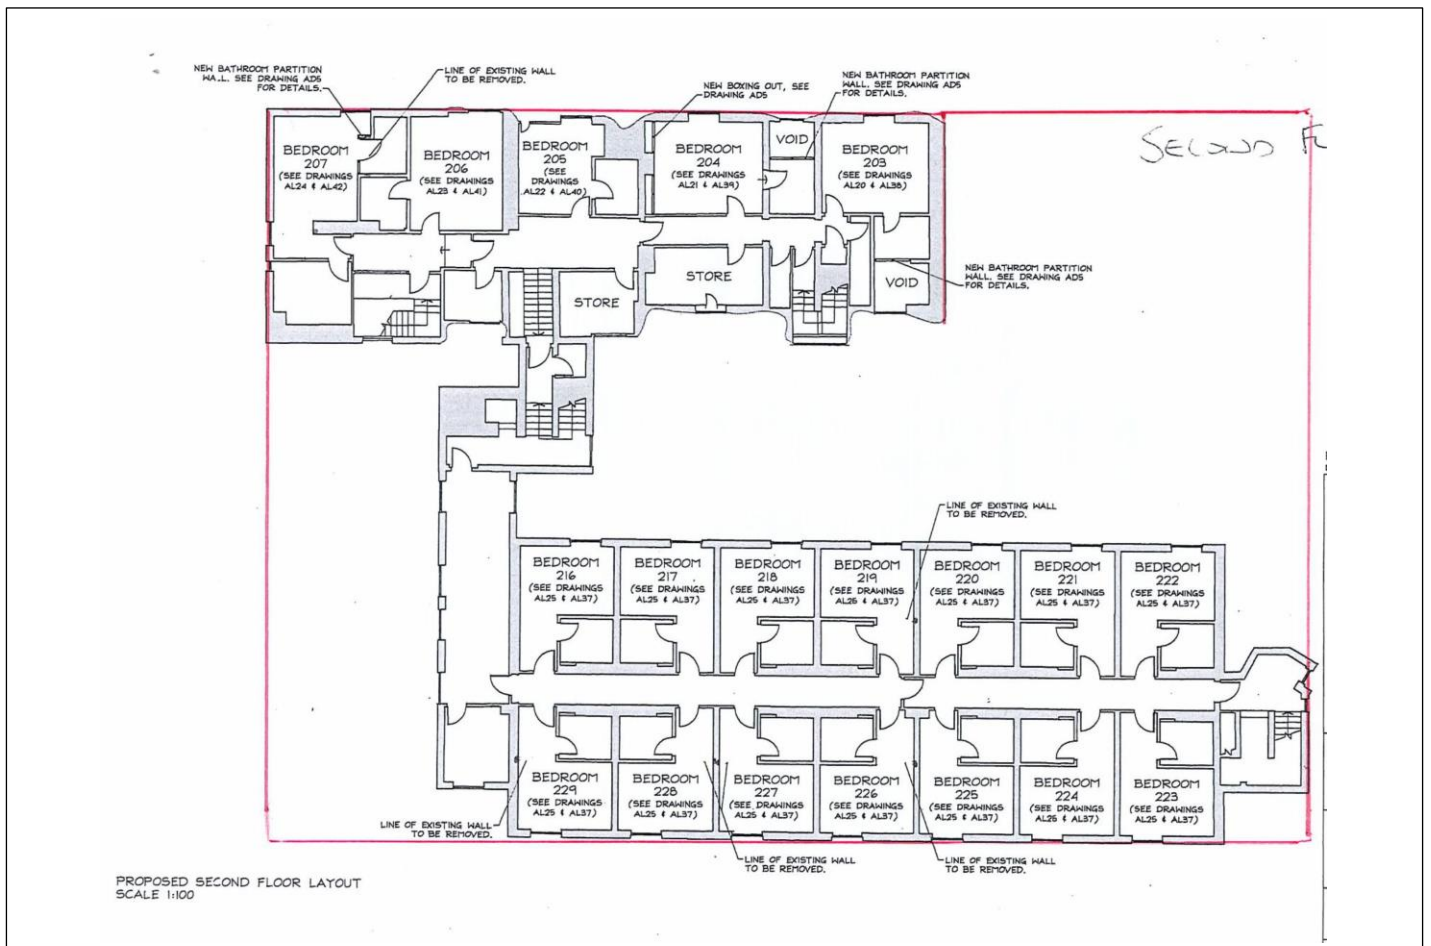 NEW BATHROOM PARTITION
WA.L. SEE DRAWING AD5
FOR DETAILS.
LINE OF EXISTING WALL
TO BE REMOVED.
NEW BOXING OUT, SEE
DRAWING AD5
NEW BATHROOM PARTITION
WALL. SEE DRAWING AD5
FOR DETAILS.
SECOND
BEDROOM
207
(SEE DRAWINGS
AL24 & AL42)
BEDROOM
206
(SEE DRAWINGS
AL23 & AL41)
BEDROOM
205
(SEE
DRAWINGS
AL22 & AL40)
BEDROOM
204
(SEE DRAWINGS
AL21 & AL39)
VOID
BEDROOM
203
(SEE DRAWINGS
AL20 & AL38)
STORE
STORE
VOID
NEW BATHROOM PARTITION
WALL. SEE DRAWING AD5
FOR DETAILS.
LINE OF EXISTING WALL
TO BE REMOVED.
BEDROOM
216
(SEE DRAWINGS
AL25 & AL37)
BEDROOM
217
(SEE DRAWINGS
AL25 & AL37)
BEDROOM
218
(SEE DRAWINGS
AL25 & AL37)
BEDROOM
219
(SEE DRAWINGS
AL25 & AL37)
BEDROOM
220
(SEE DRAWINGS
AL25 & AL37)
BEDROOM
221
(SEE DRAWINGS
AL25 & AL37)
BEDROOM
222
(SEE DRAWINGS
AL25 & AL37)
BEDROOM
229
(SEE DRAWINGS
AL25 & AL37)
BEDROOM
228
(SEE DRAWINGS
AL25 & AL37)
BEDROOM
227
(SEE DRAWINGS
AL25 & AL37)
BEDROOM
226
(SEE DRAWINGS
AL25 & AL37)
BEDROOM
225
(SEE DRAWINGS
AL25 & AL37)
BEDROOM
224
(SEE DRAWINGS
AL25 & AL37)
BEDROOM
223
(SEE DRAWINGS
AL25 & AL37)
LINE OF EXISTING WALL
TO BE REMOVED.
LINE OF EXISTING WALL
TO BE REMOVED.
LINE OF EXISTING WALL
TO BE REMOVED.
PROPOSED SECOND FLOOR LAYOUT
SCALE 1:100